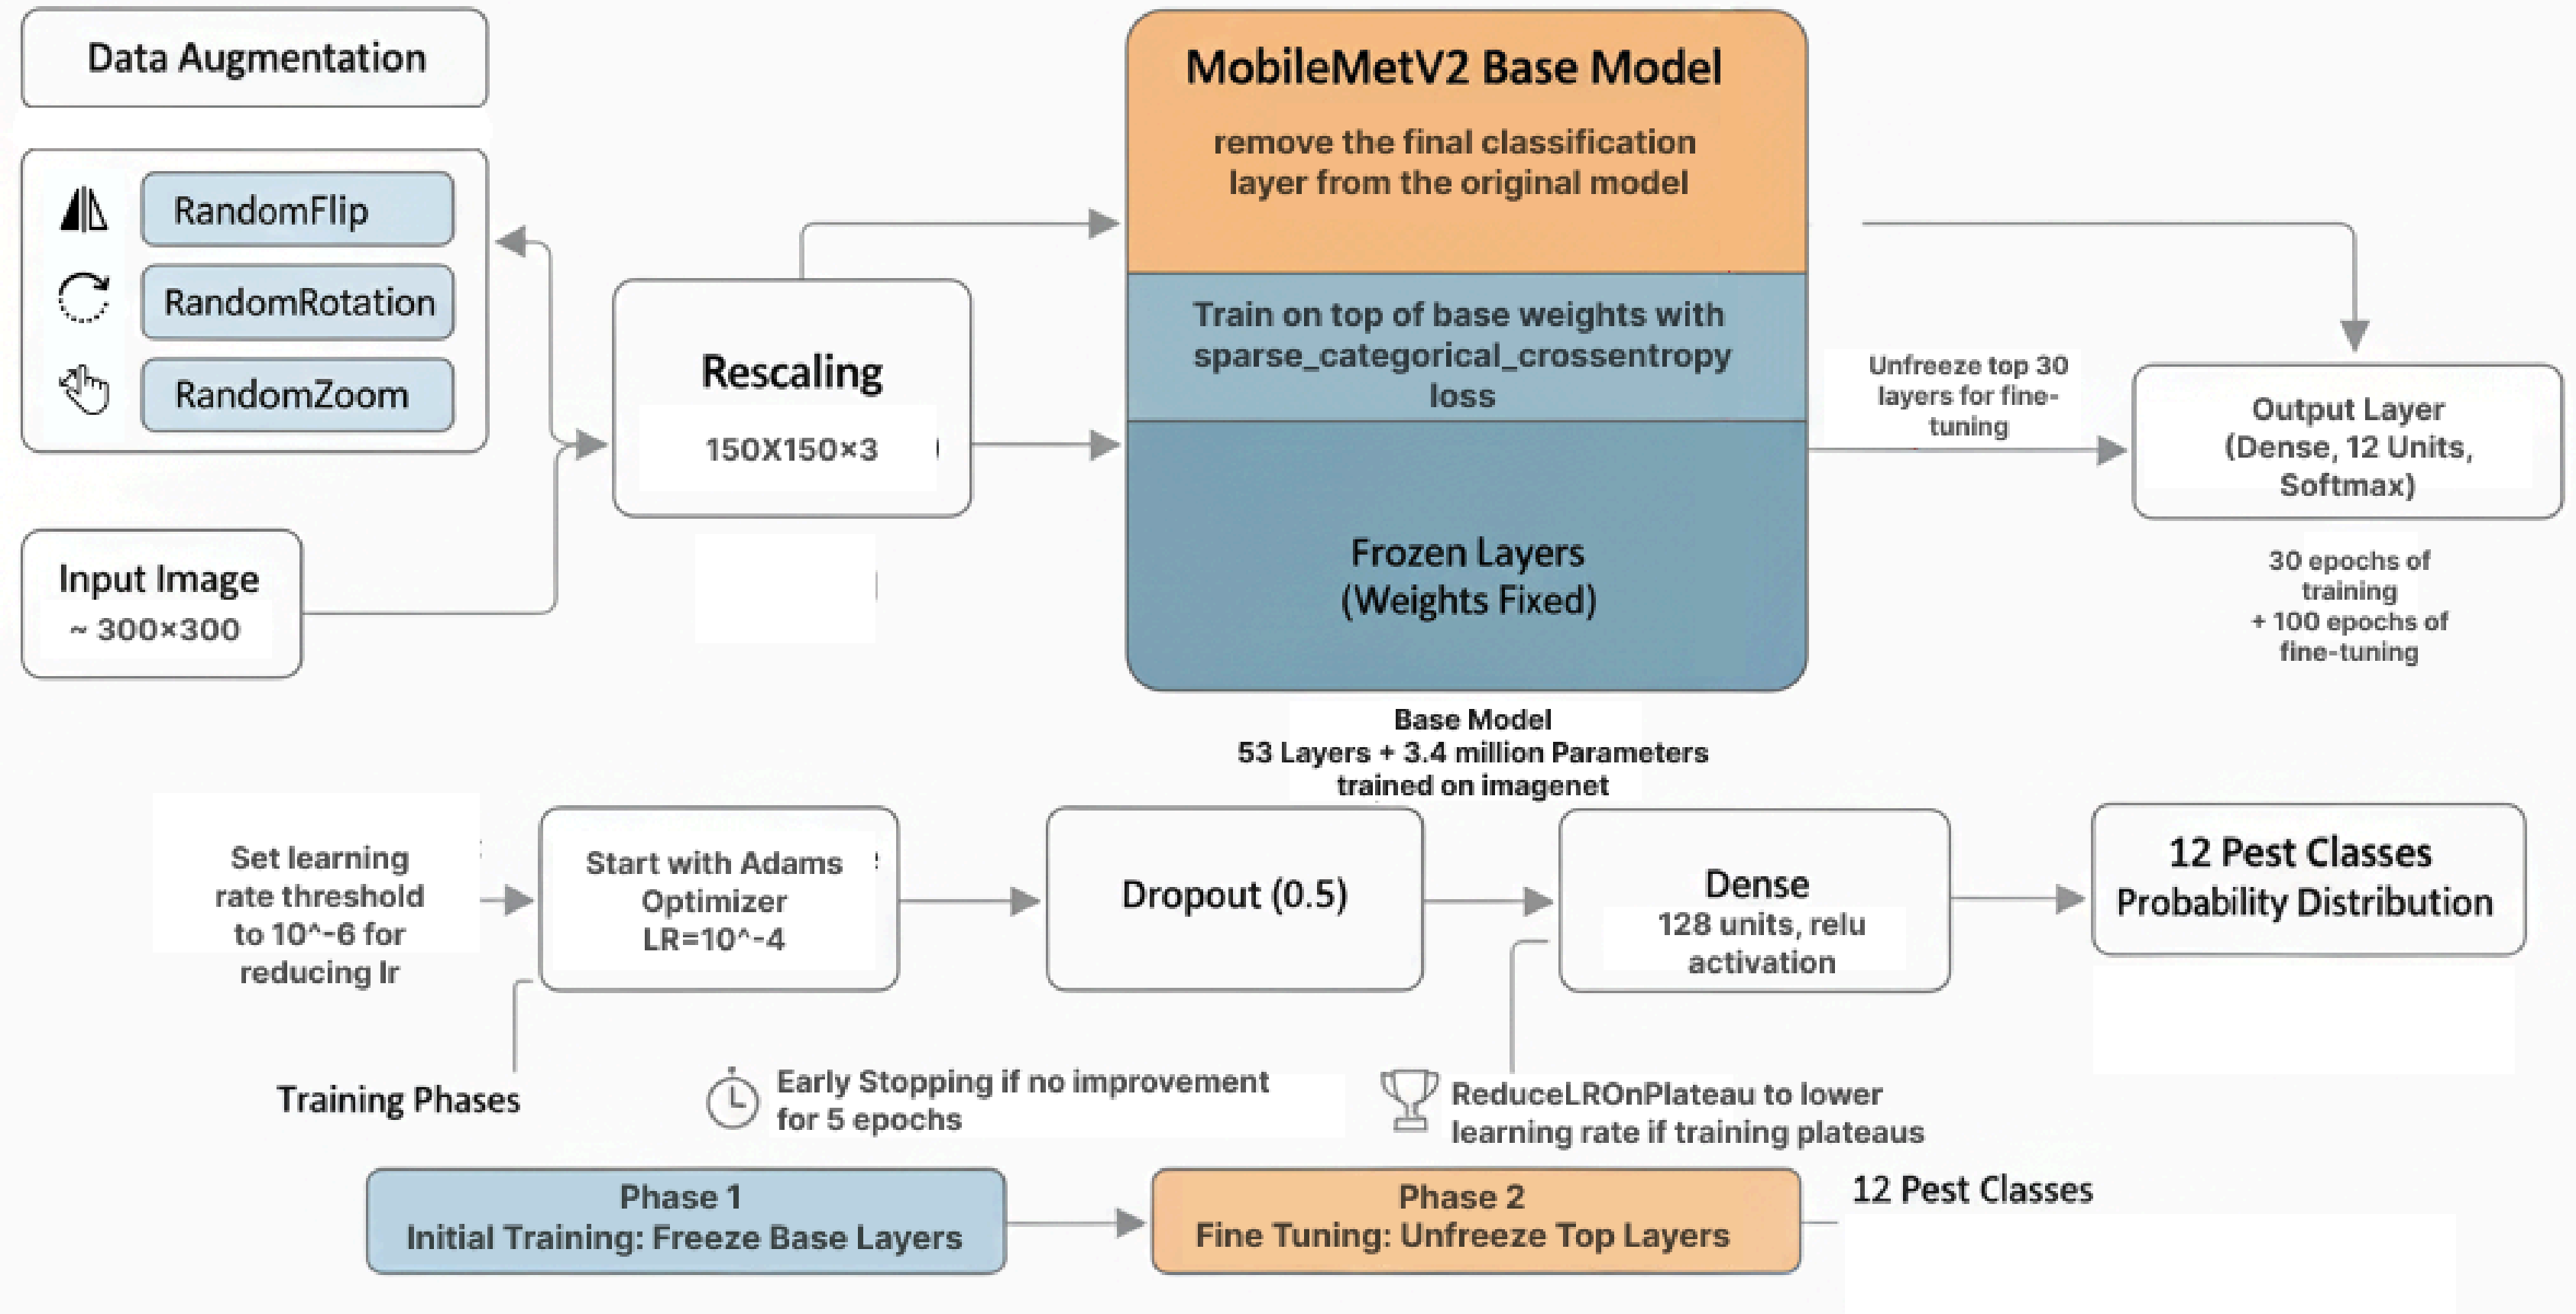 Data Augmentation
RandomFlip
RandomRotation
RandomZoom
Input Image
~ 300×300
Rescaling
150X150×3
MobileMetV2 Base Model
remove the final classification
layer from the original model
Train on top of base weights with
sparse_categorical_crossentropy
loss
Frozen Layers
(Weights Fixed)
Base Model
53 Layers + 3.4 million Parameters
trained on imagenet
Unfreeze top 30
layers for fine-
tuning
Output Layer
(Dense, 12 Units,
Softmax)
30 epochs of
training
+ 100 epochs of
fine-tuning
Set learning
rate threshold
to 10^-6 for
reducing lr
Start with Adams
Optimizer
LR=10^-4
Dropout (0.5)
Dense
128 units, relu
activation
12 Pest Classes
Probability Distribution
Training Phases
Early Stopping if no improvement
for 5 epochs
ReduceLROnPlateau to lower
learning rate if training plateaus
Phase 1
Initial Training: Freeze Base Layers
Phase 2
Fine Tuning: Unfreeze Top Layers
12 Pest Classes